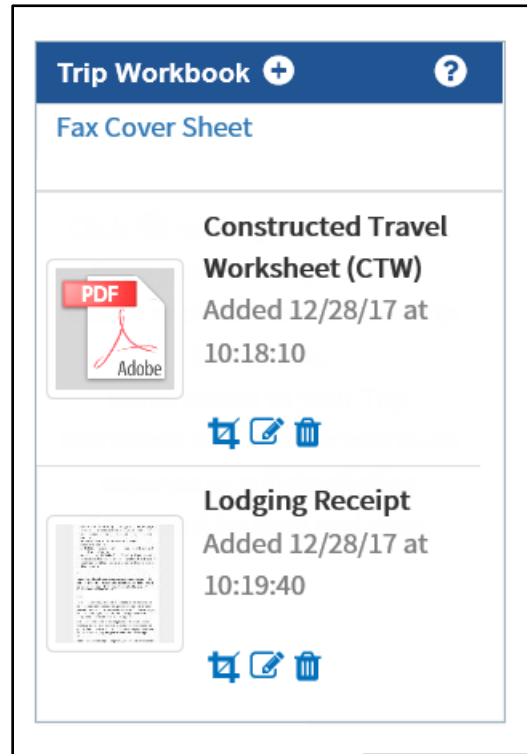 Trip Workbook
Fax Cover Sheet
Constructed Travel
Worksheet (CTW)
Added 12/28/17 at
10:18:10
PDF
Adobe
Lodging Receipt
Added 12/28/17 at
10:19:40